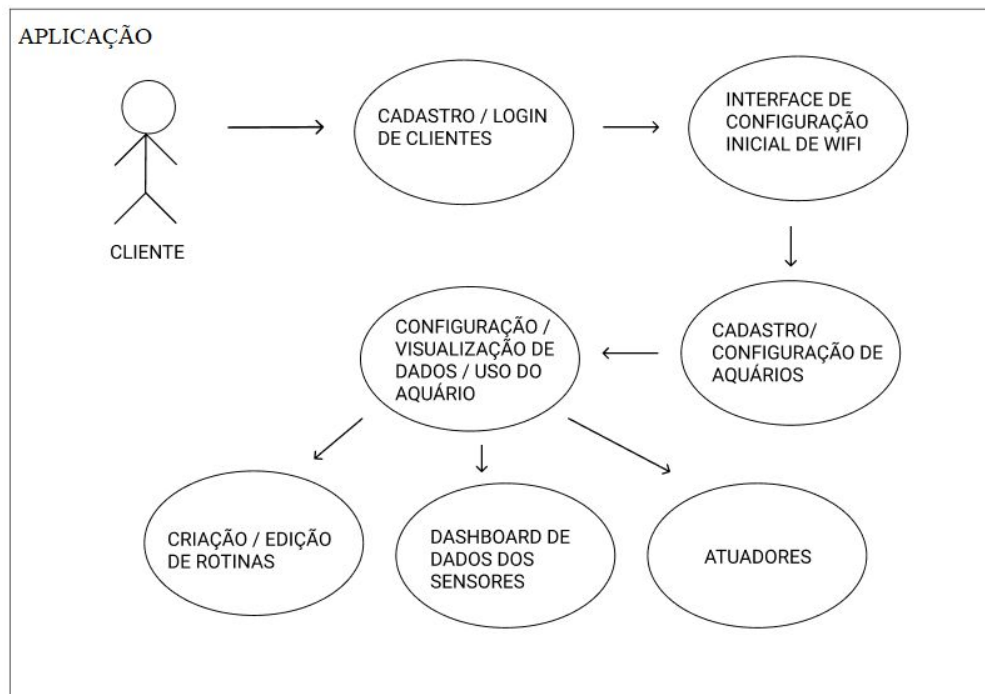 APLICAÇÃO
CLIENTE
CADASTRO / LOGIN
DE CLIENTES
INTERFACE DE
CONFIGURAÇÃO
INICIAL DE WIFI
CADASTRO/
CONFIGURAÇÃO DE
AQUÁRIOS
CONFIGURAÇÃO /
VISUALIZAÇÃO DE
DADOS / USO DO
AQUÁRIO
CRIAÇÃO / EDIÇÃO
DE ROTINAS
DASHBOARD DE
DADOS DOS
SENSORES
ATUADORES